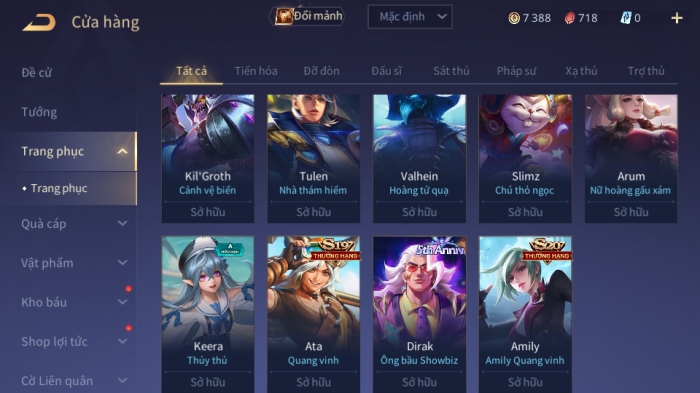 Cửa hàng
Đổi mảnh
Mặc định
7 388
718
0
Đề cử
Tướng
Trang phục
Trang phục
Quà cáp
Vật phẩm
Kho báu
Shop lợi tức
Cờ Liên quân
Tất cả
Tiến hóa
Đỡ đòn
Đấu sĩ
Sát thủ
Pháp sư
Xạ thủ
Trợ thủ
Kil'Groth
Cảnh vệ biển
Sở hữu
Tulen
Nhà thám hiểm
Sở hữu
Valhein
Hoàng tử quạ
Sở hữu
Slimz
Chú thỏ ngọc
Sở hữu
Arum
Nữ hoàng gấu xám
Sở hữu
Keera
Thủy thủ
Sở hữu
S19
THƯỞNG HẠNG
Ata
Quang vinh
Sở hữu
5th Anniv
Dirak
Ông bầu Showbiz
Sở hữu
S20
THƯỞNG HẠNG
Amily
Amily Quang vinh
Sở hữu